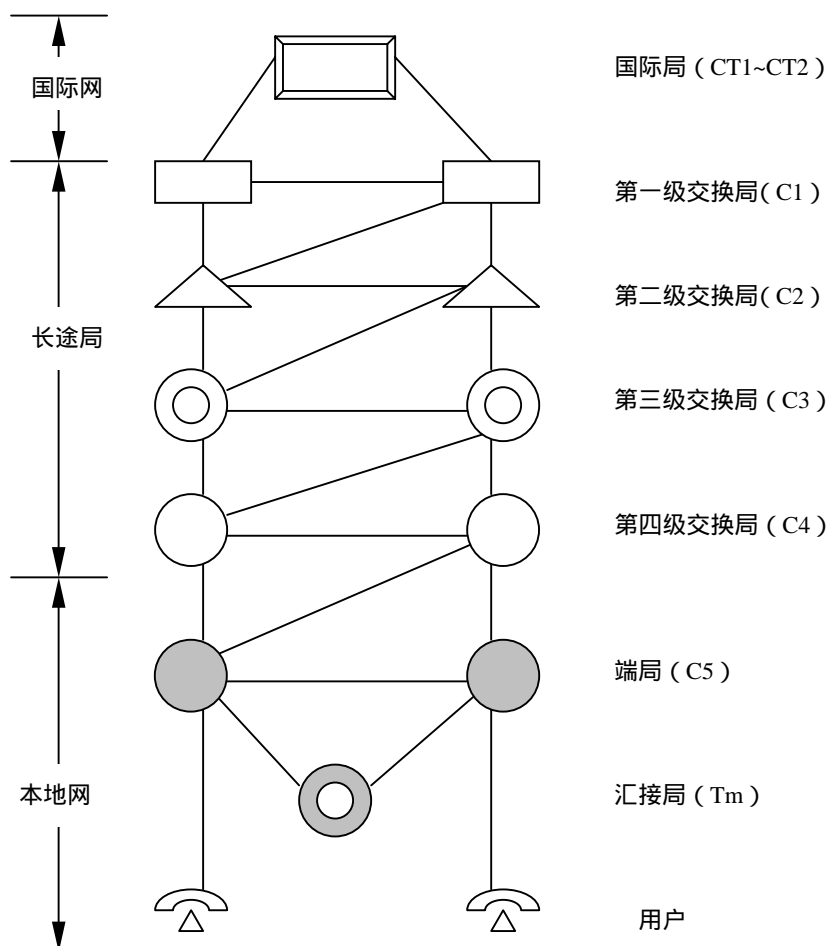 国际局（CT1~CT2）
国际网
第一级交换局（C1）
第二级交换局（C2）
长途局
第三级交换局（C3）
第四级交换局（C4）
端局（C5）
本地网
汇接局（Tm）
用户